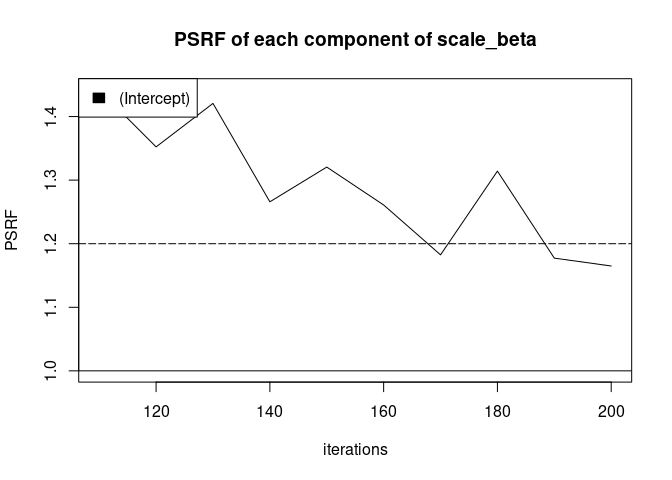 PSRF of each component of scale_beta
(Intercept)
PSRF
1.4
1.3
1.2
1.1
1.0
120 140 160 180 200
iterations